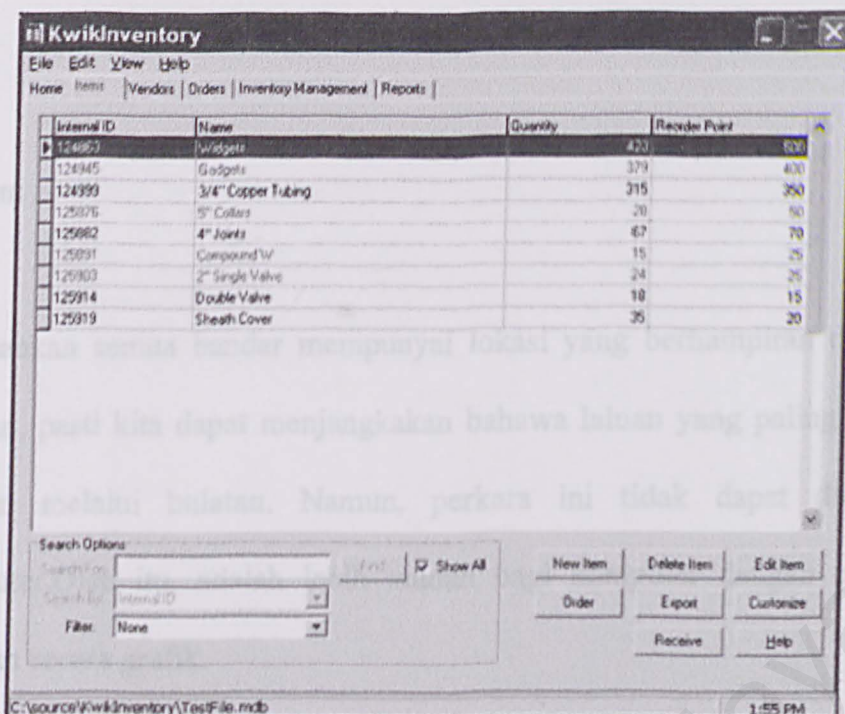 KwikInventory
File Edit View Help
Home Items Vendors Orders Inventory Management Reports
Internal ID Name Quantity Reorder Point
Widgets
124945 Gadgets 379 400
124999 3/4" Copper Tubing 315 350
125876 5" Collars 20 50
125882 4" Joints 67 70
125891 Compound W 15 25
125903 2" Single Valve 24 25
125914 Double Valve 18 15
125919 Sheath Cover 35 20
semata bandar mempunyai lokasi yang berhampiran
pasti kita dapat menjangkakan bahawa laluan yang paling
melalui bulatan. Namun, perkara ini tidak dapat
Search Options
Search For: Show All New Item Delete Item Edit Item
adalah
Search By: Internal ID Order Export Customize
Filter: None Receive Help
secara grafik.
C:\source\KwikInventory\TestFile.mdb 1:55 PM